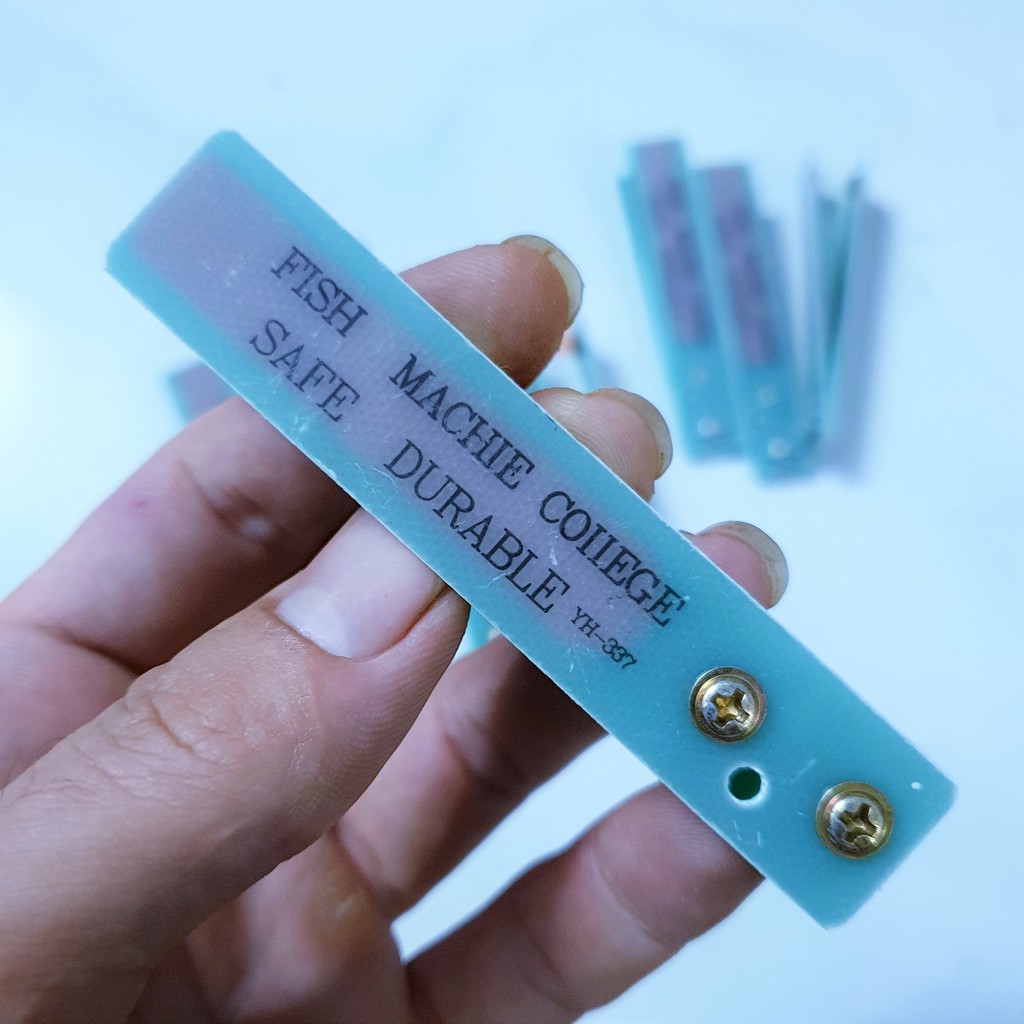 FISH MACHIE COIIEGE
SAFE DURABLE YH-337